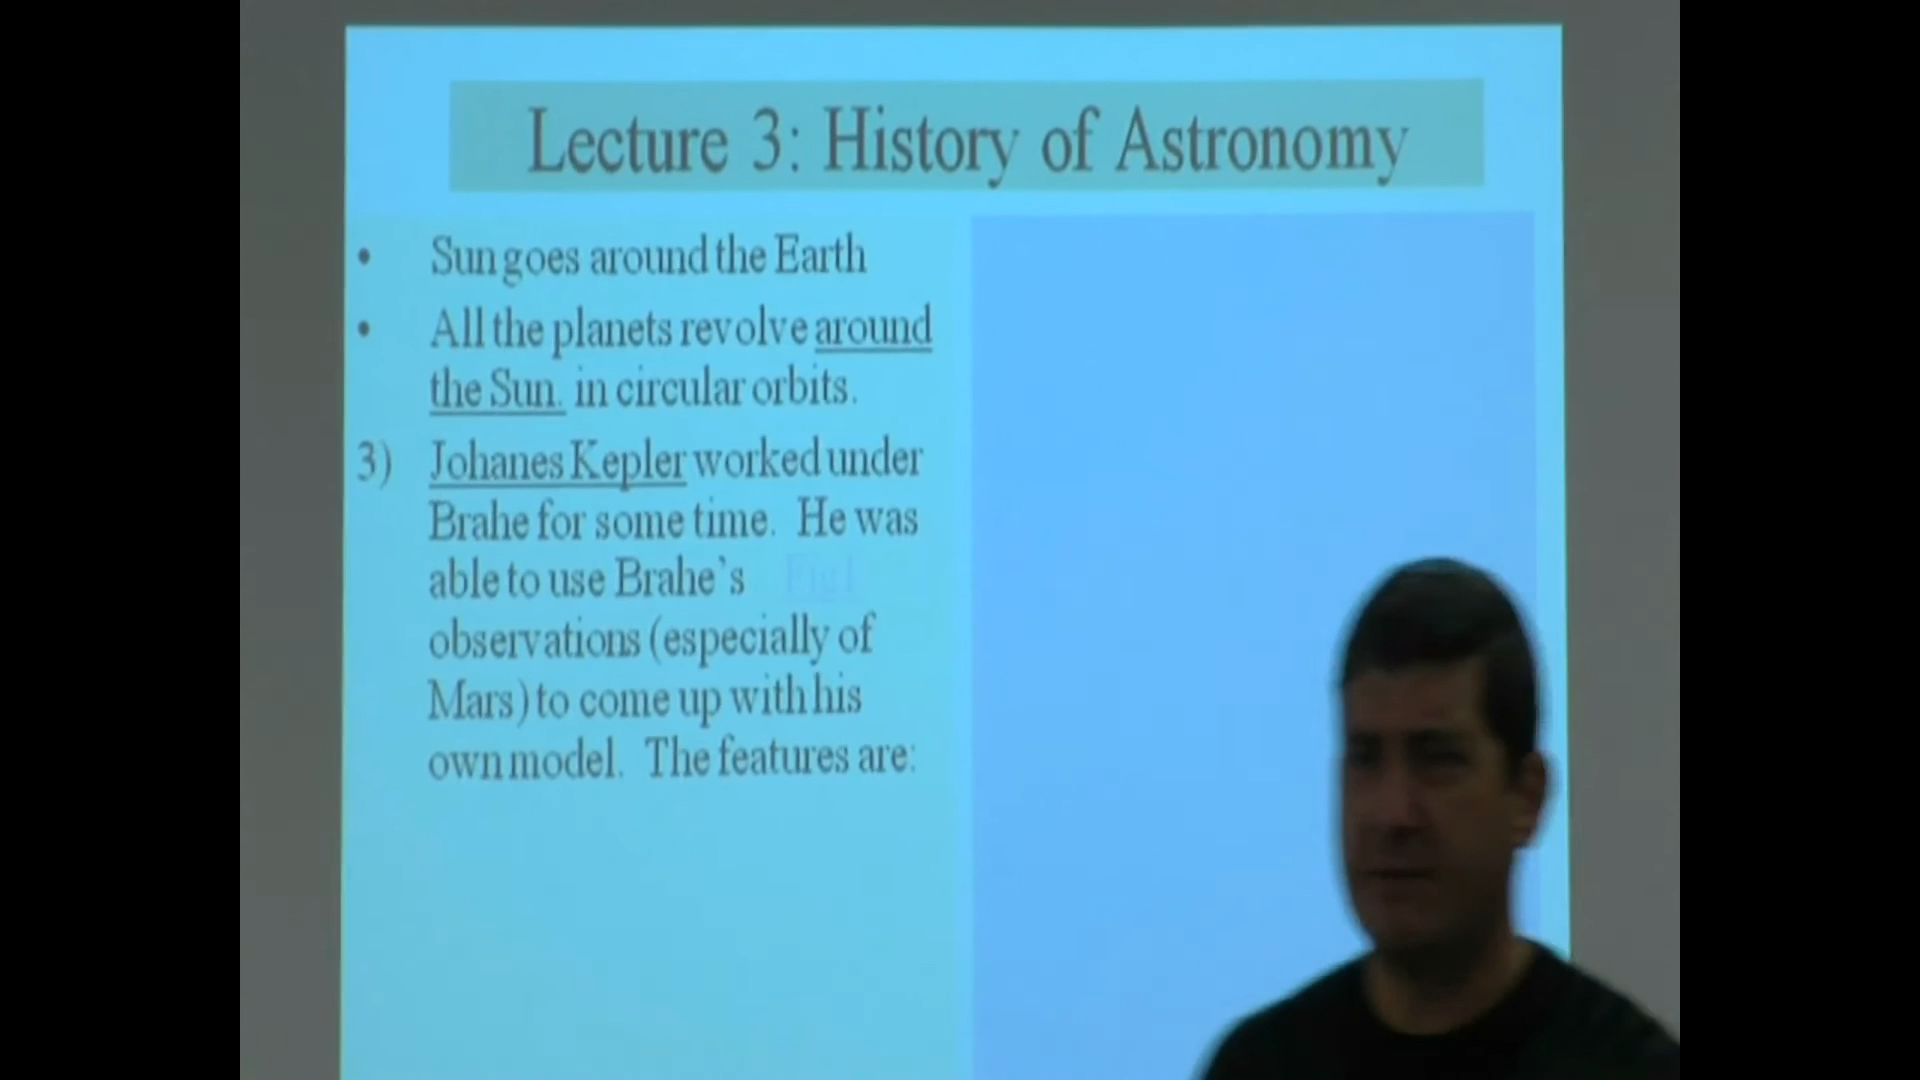 Lecture 3: History of Astronomy
• Sun goes around the Earth
• All the planets revolve around
the Sun. in circular orbits.
3) Johanes Kepler worked under
Brahe for some time. He was
able to use Brahe's Fig1
observations (especially of
Mars) to come up with his
own model. The features are: